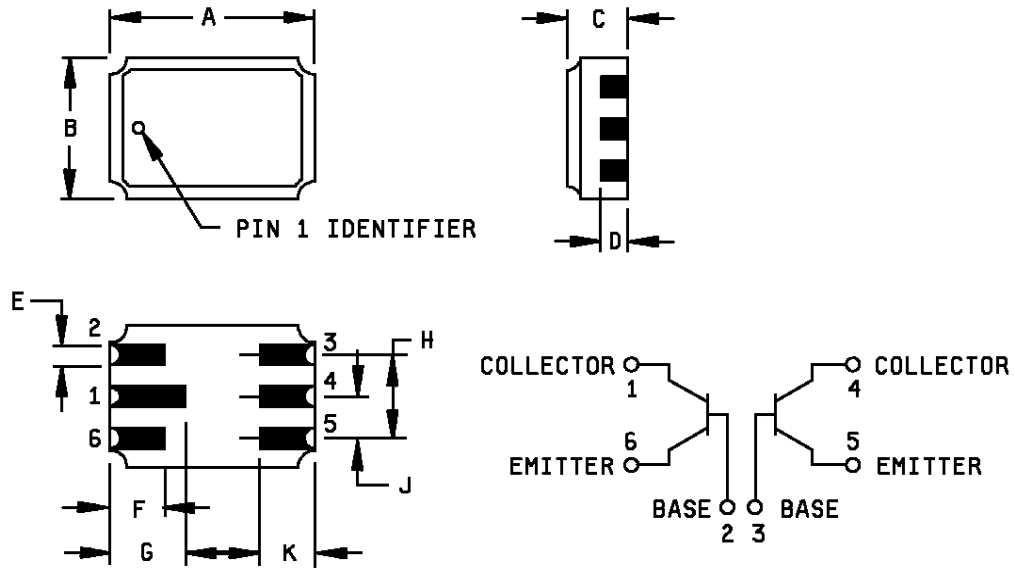 A
C
B
PIN 1 IDENTIFIER
D
E
2
3
H
1
4
6
5
J
F
G
K
COLLECTOR
1
COLLECTOR
4
6
5
EMITTER
EMITTER
BASE
BASE
2
3